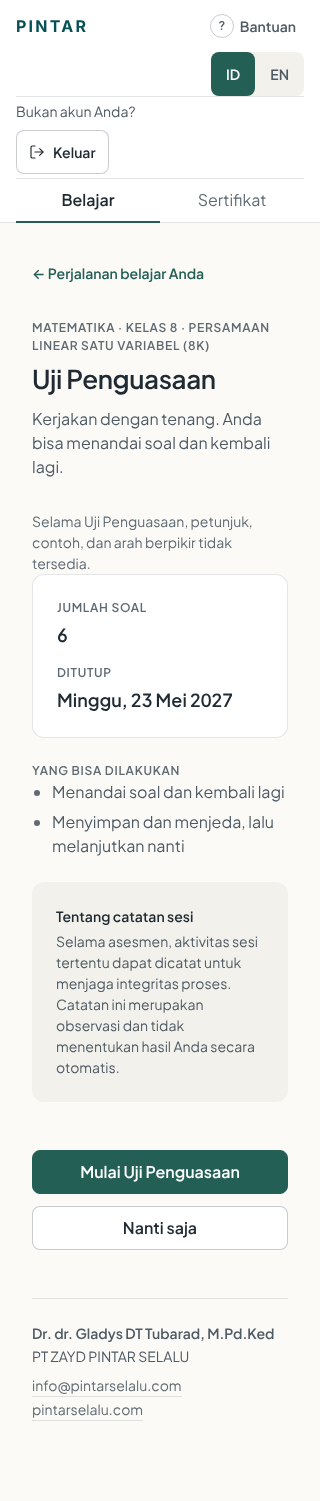 PINTAR
? Bantuan
ID EN
Bukan akun Anda?
Keluar
Belajar Sertifikat
← Perjalanan belajar Anda
MATEMATIKA · KELAS 8 · PERSAMAAN
LINEAR SATU VARIABEL (8K)
Uji Penguasaan
Kerjakan dengan tenang. Anda
bisa menandai soal dan kembali
lagi.
Selama Uji Penguasaan, petunjuk,
contoh, dan arah berpikir tidak
tersedia.
JUMLAH SOAL
6
DITUTUP
Minggu, 23 Mei 2027
YANG BISA DILAKUKAN
• Menandai soal dan kembali lagi
• Menyimpan dan menjeda, lalu
melanjutkan nanti
Tentang catatan sesi
Selama asesmen, aktivitas sesi
tertentu dapat dicatat untuk
menjaga integritas proses.
Catatan ini merupakan
observasi dan tidak
menentukan hasil Anda secara
otomatis.
Mulai Uji Penguasaan
Nanti saja
Dr. dr. Gladys DT Tubarad, M.Pd.Ked
PT ZAYD PINTAR SELALU
info@pintarselalu.com
pintarselalu.com